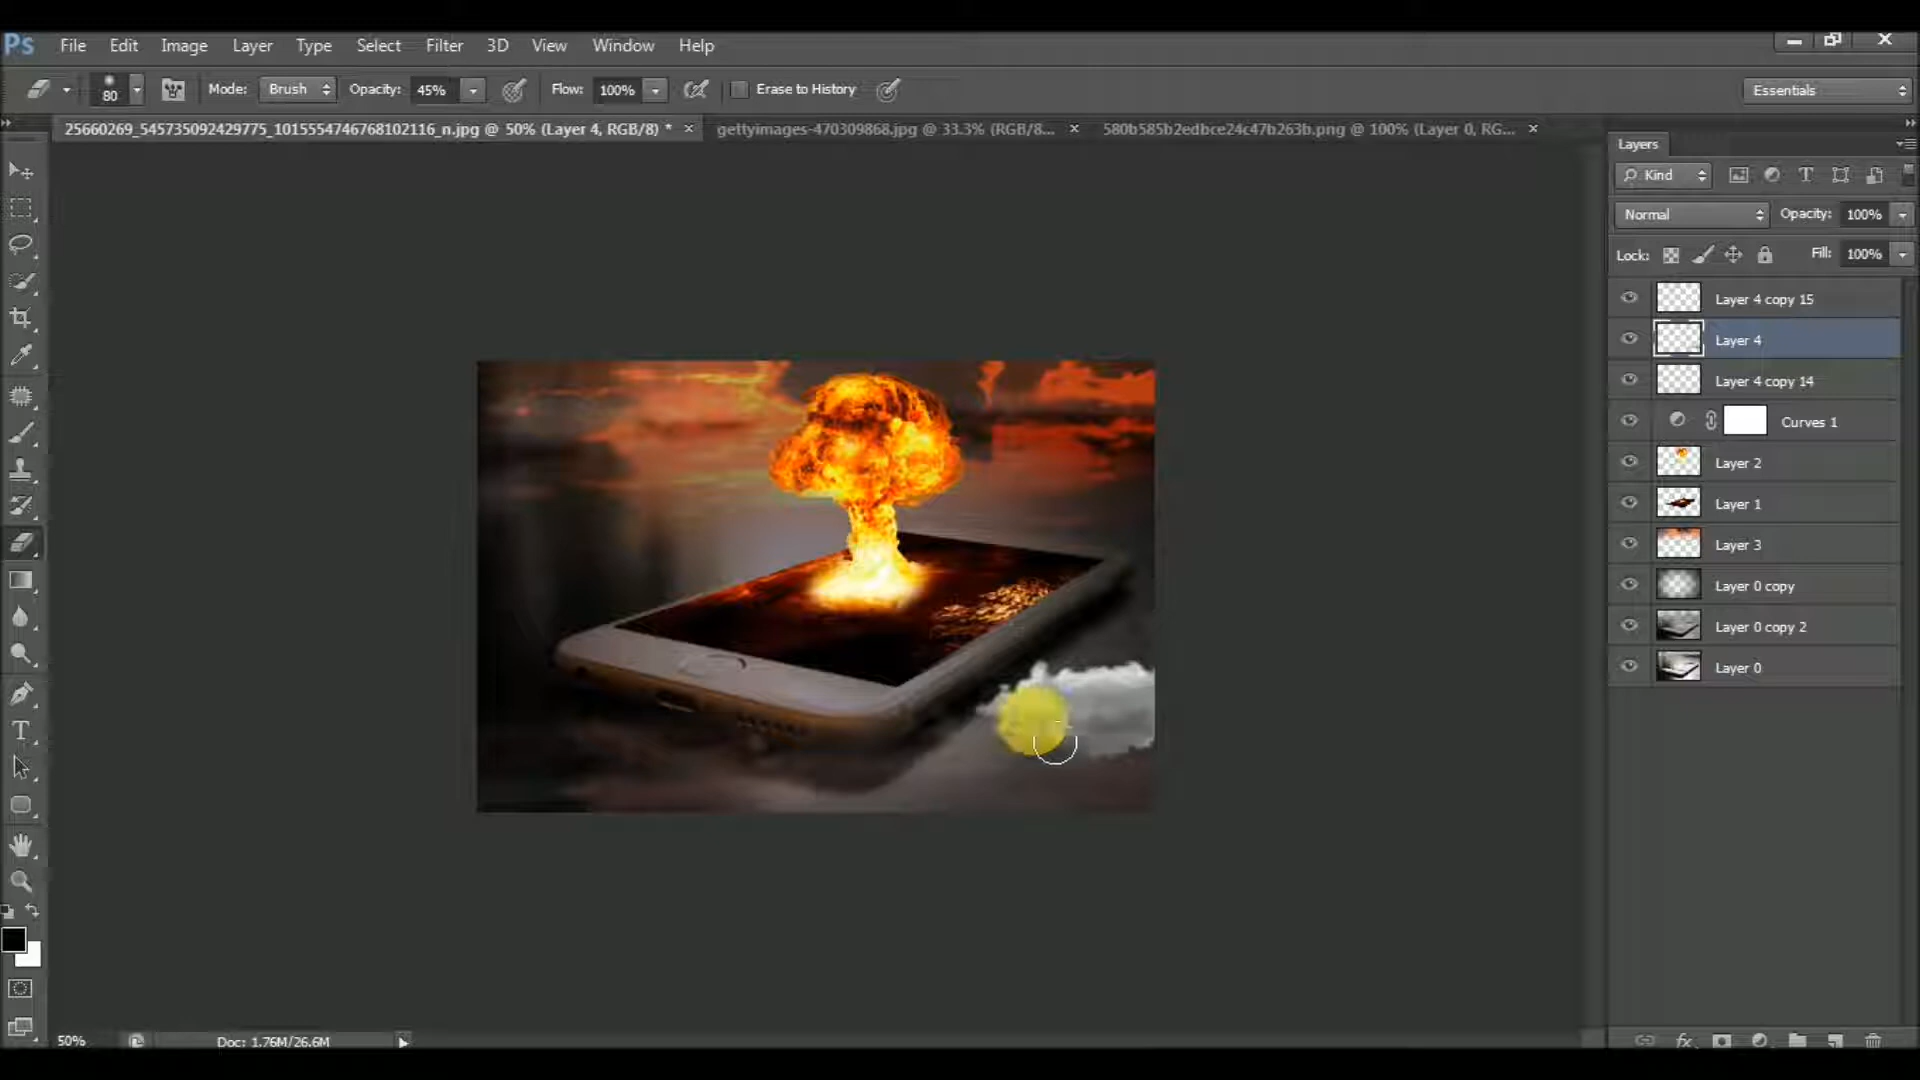 Ps File Edit Image Layer Type Select Filter 3D View Window Help
80 Mode: Brush Opacity: 45% Flow: 100% Erase to History Essentials
25660269_545735092429775_1015554746768102116_n.jpg @ 50% (Layer 4, RGB/8) * × gettyimages-470309868.jpg @ 33.3% (RGB/8... × 580b585b2edbce24c47b263b.png @ 100% (Layer 0, RG... ×
Layers
Kind
Normal Opacity: 100%
Lock: Fill: 100%
Layer 4 copy 15
Layer 4
Layer 4 copy 14
Curves 1
Layer 2
Layer 1
Layer 3
Layer 0 copy
Layer 0 copy 2
Layer 0
50% Doc: 1.76M/26.6M
fx